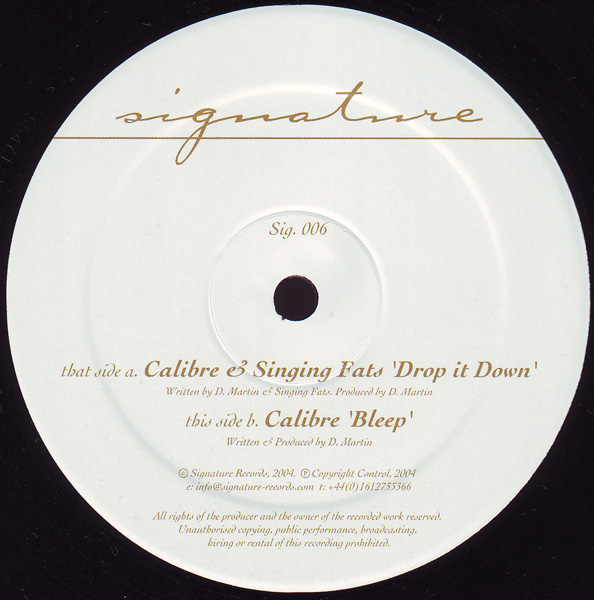 signature
Sig. 006
that side a. Calibre & Singing Fats 'Drop it Down'
Written by D. Martin & Singing Fats. Produced by D. Martin
this side b. Calibre 'Bleep'
Written & Produced by D. Martin
© Signature Records, 2004. ℗ Copyright Control, 2004
e: info@signature-records.com t: +44(0)1612733366
All rights of the producer and the owner of the recorded work reserved.
Unauthorised copying, public performance, broadcasting,
hiring or rental of this recording prohibited.